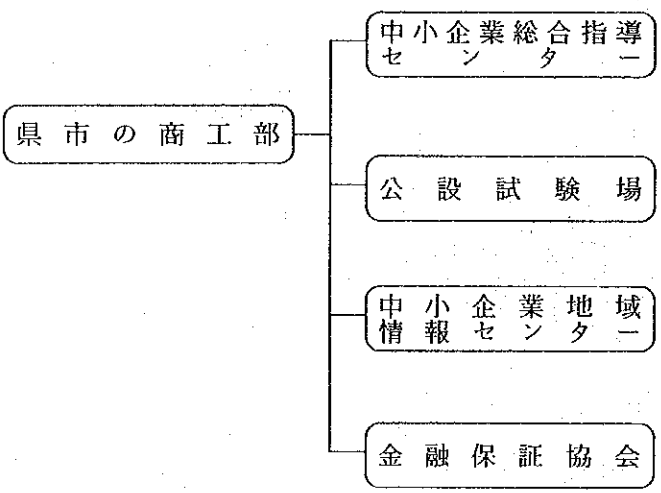 中小企業総合指導
センター
県市の商工部
公設試験場
中小企業地域
情報センター
金融保証協会